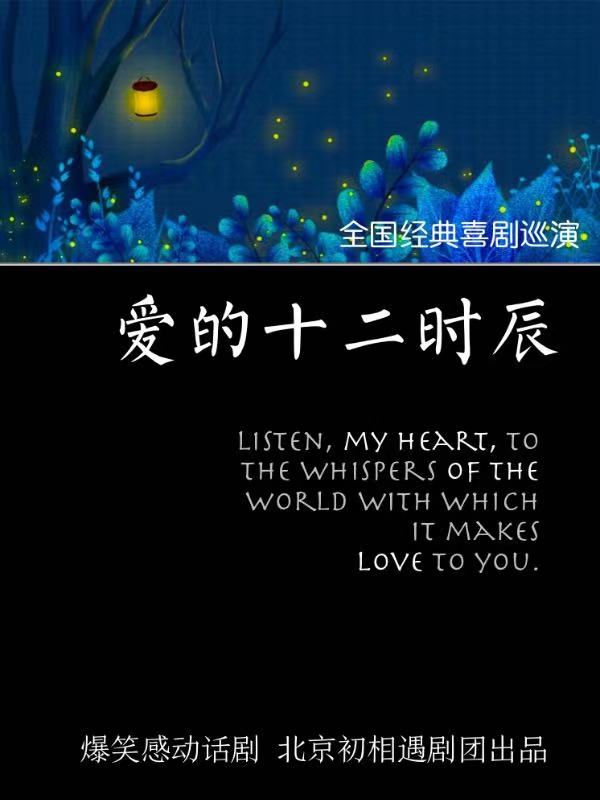 全国经典喜剧巡演
爱的十二时辰
LISTEN, MY HEART, TO
THE WHISPERS OF THE
WORLD WITH WHICH
IT MAKES
LOVE TO YOU.
爆笑感动话剧 北京初相遇剧团出品